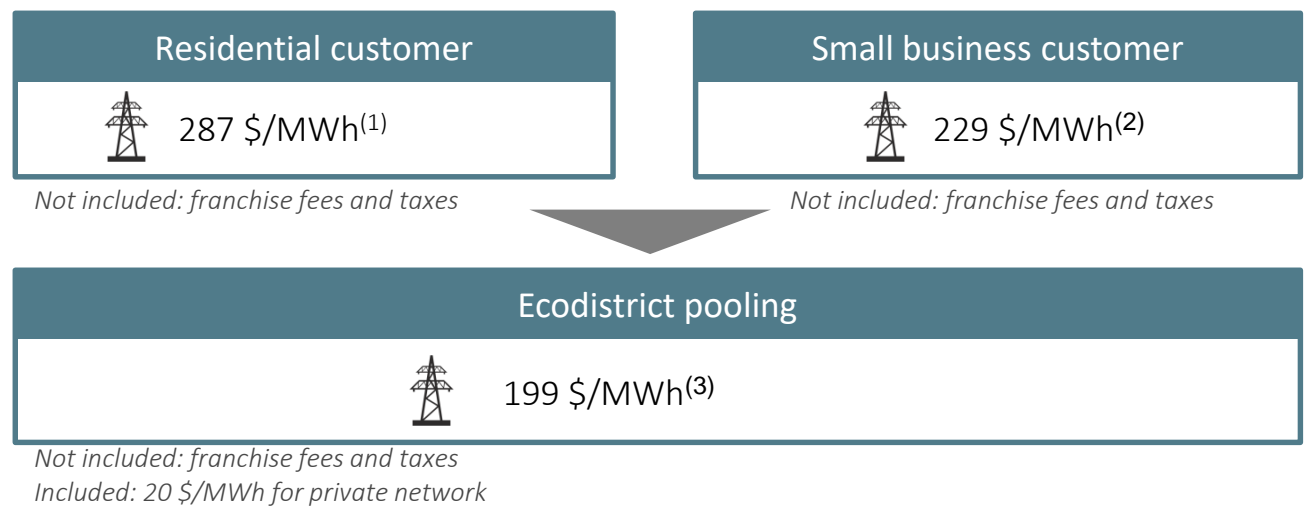 Residential customer
Small business customer
287 $/MWh(1)
229 $/MWh(2)
Not included: franchise fees and taxes
Not included: franchise fees and taxes
Ecodistrict pooling
199 $/MWh(3)
Not included: franchise fees and taxes
Included: 20 $/MWh for private network